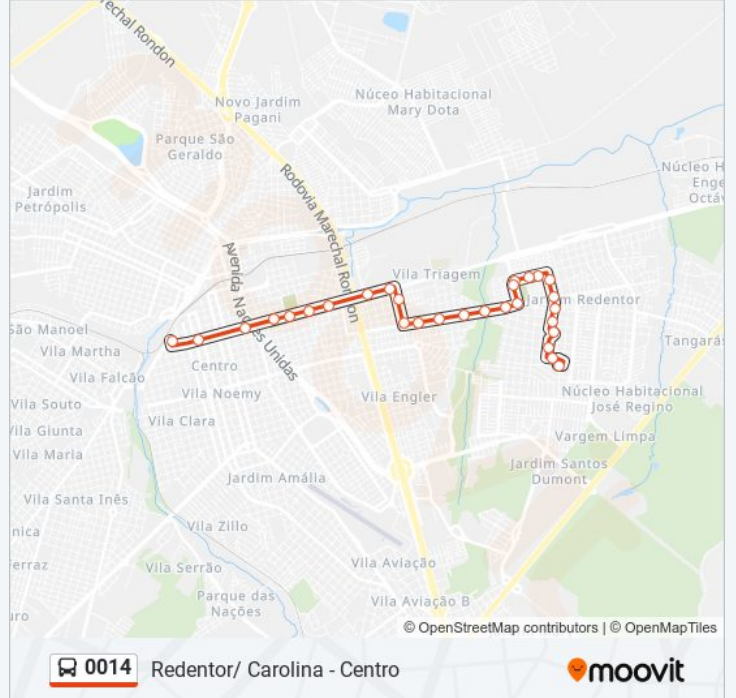 echal Rondon
Novo Jardim
Pagani
Núceo Habitacional
Mary Dota
Parque São
Geraldo
Rodovia Marechal Rondon
Núcleo H
Enge
Octáv
Jardim
Petrópolis
Avenida Nações Unidas
Vila Triagem
Jardim Redentor
São Manoel
Vila Martha
Vila Falcão
Centro
Tangarás
Vila Souto
Vila Noemy
Vila Engler
Núcleo Habitacional
José Regino
Vila Giunta
Vila Clara
Vila Maria
Vargem Limpa
Jardim Amália
Jardim Santos
Dumont
Vila Santa Inês
Vila Zillo
nica
Vila Aviação
Ferraz
Vila Serrão
Parque das
Nações
Vila Aviação B
uro
© OpenStreetMap contributors | © OpenMapTiles
0014 Redentor/ Carolina - Centro
moovit